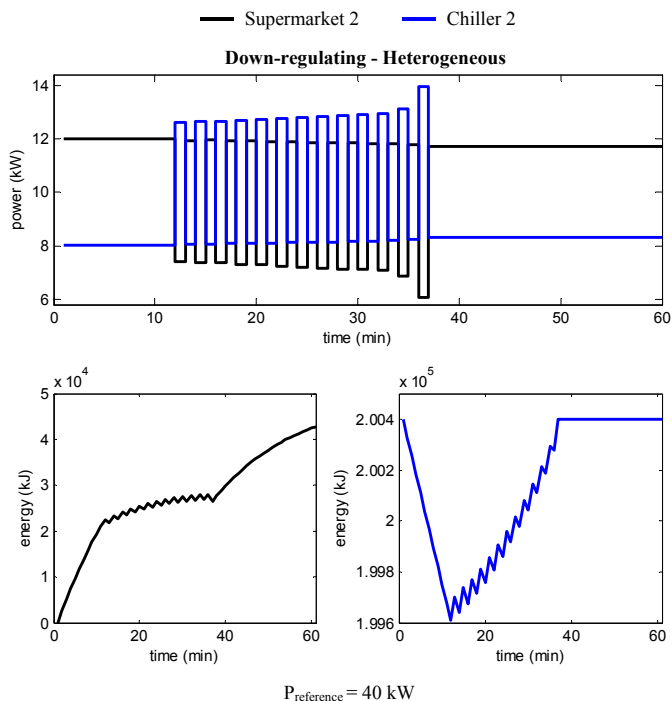 Supermarket 2 Chiller 2
Down-regulating - Heterogeneous
14
12
10
8
6
power (kW)
0 10 20 30 40 50 60
time (min)
x 10^4 x 10^5
5
4
3
2
1
0
energy (kJ)
0 20 40 60
time (min)
2.004
2.002
2
1.998
1.996
energy (kJ)
0 20 40 60
time (min)
P_reference = 40 kW